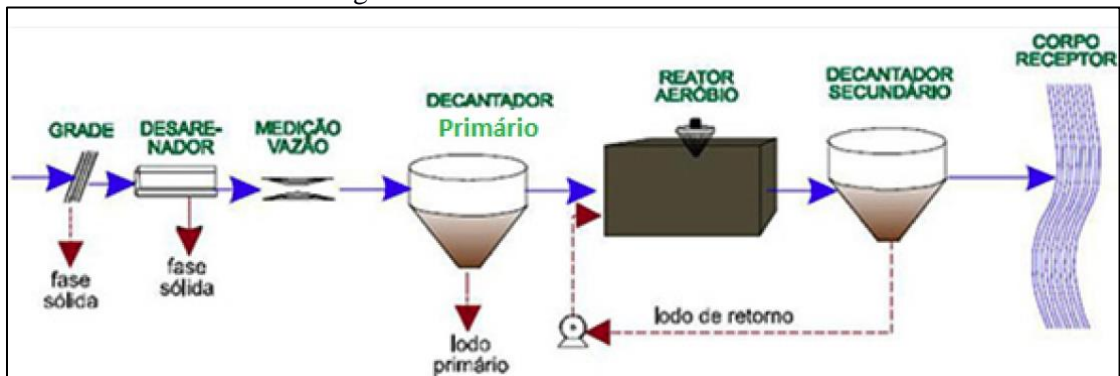 GRADE
DESARE-
NADOR
MEDIÇÃO
VAZÃO
DECANTADOR
Primário
REATOR
AERÓBIO
DECANTADOR
SECUNDÁRIO
CORPO
RECEPTOR
fase
sólida
fase
sólida
lodo
primário
lodo de retorno